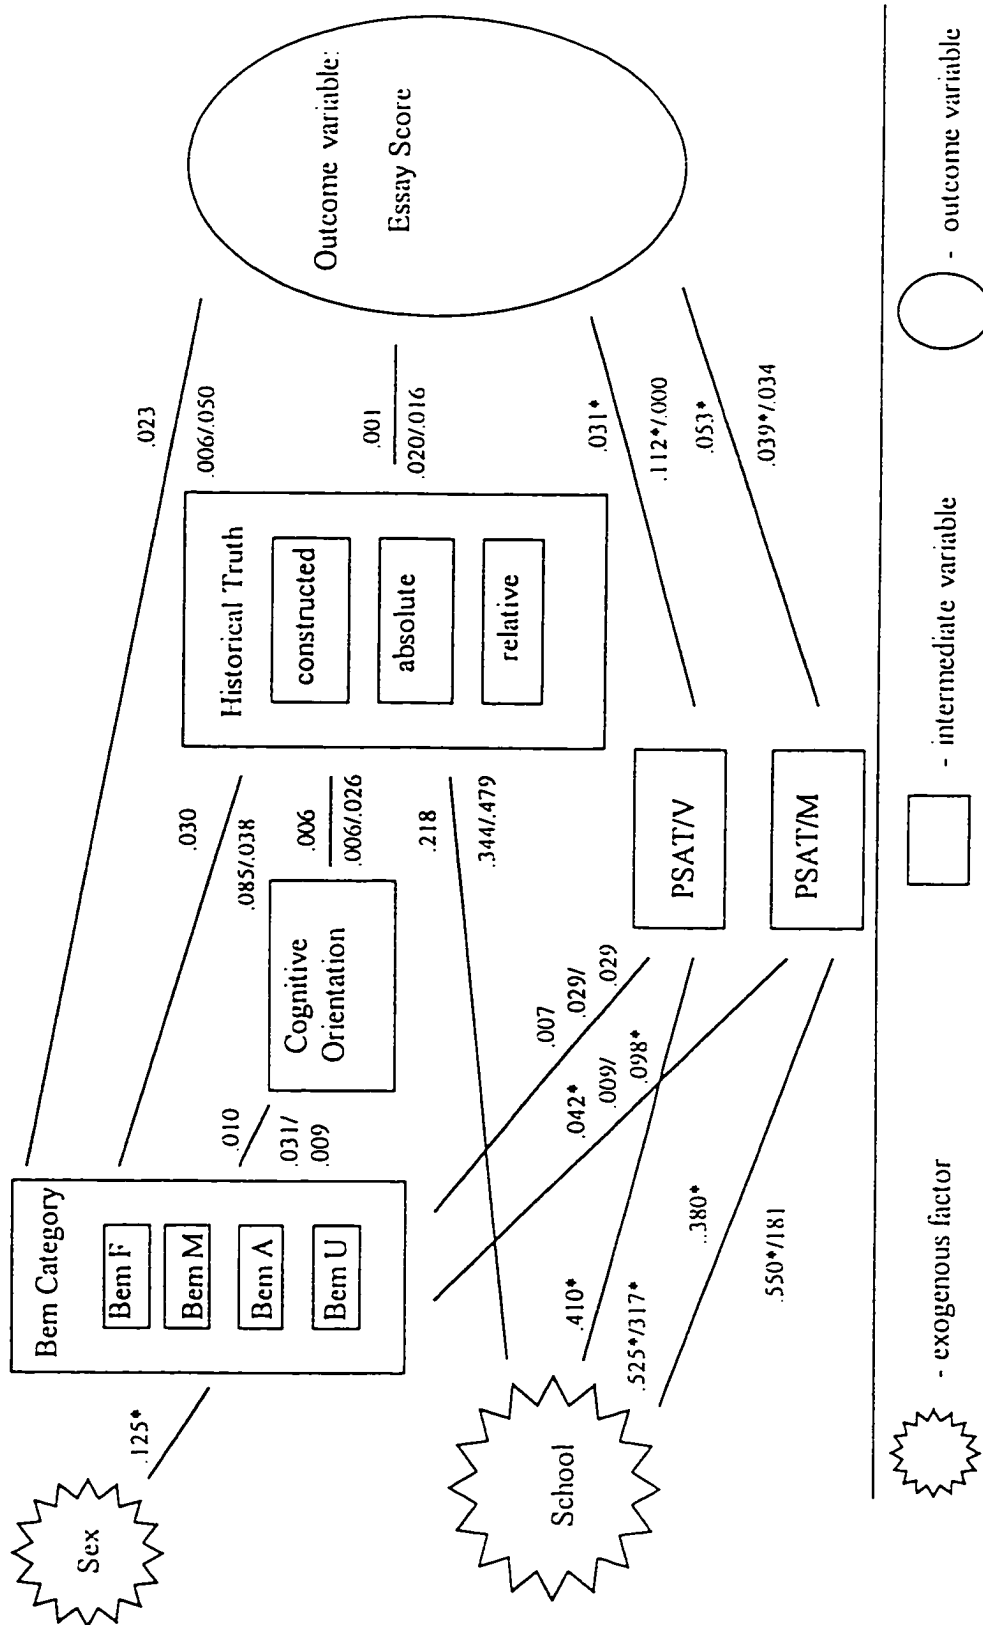 Sex
.125*
Bem Category
Bem F
Bem M
Bem A
Bem U
.010
.031/
.009
Cognitive
Orientation
.030
.085/.038
.006
.006/.026
.218
.344/.479
Historical Truth
constructed
absolute
relative
.023
.006/.050
.001
.020/.016
Outcome variable:
Essay Score
School
.410*
.525*/317*
..380*
.550*/181
.007
.029/
.029
.042*
.009/
.098*
PSAT/V
PSAT/M
.031*
.112*/.000
.053*
.039*/.034
- exogenous factor
- intermediate variable
- outcome variable